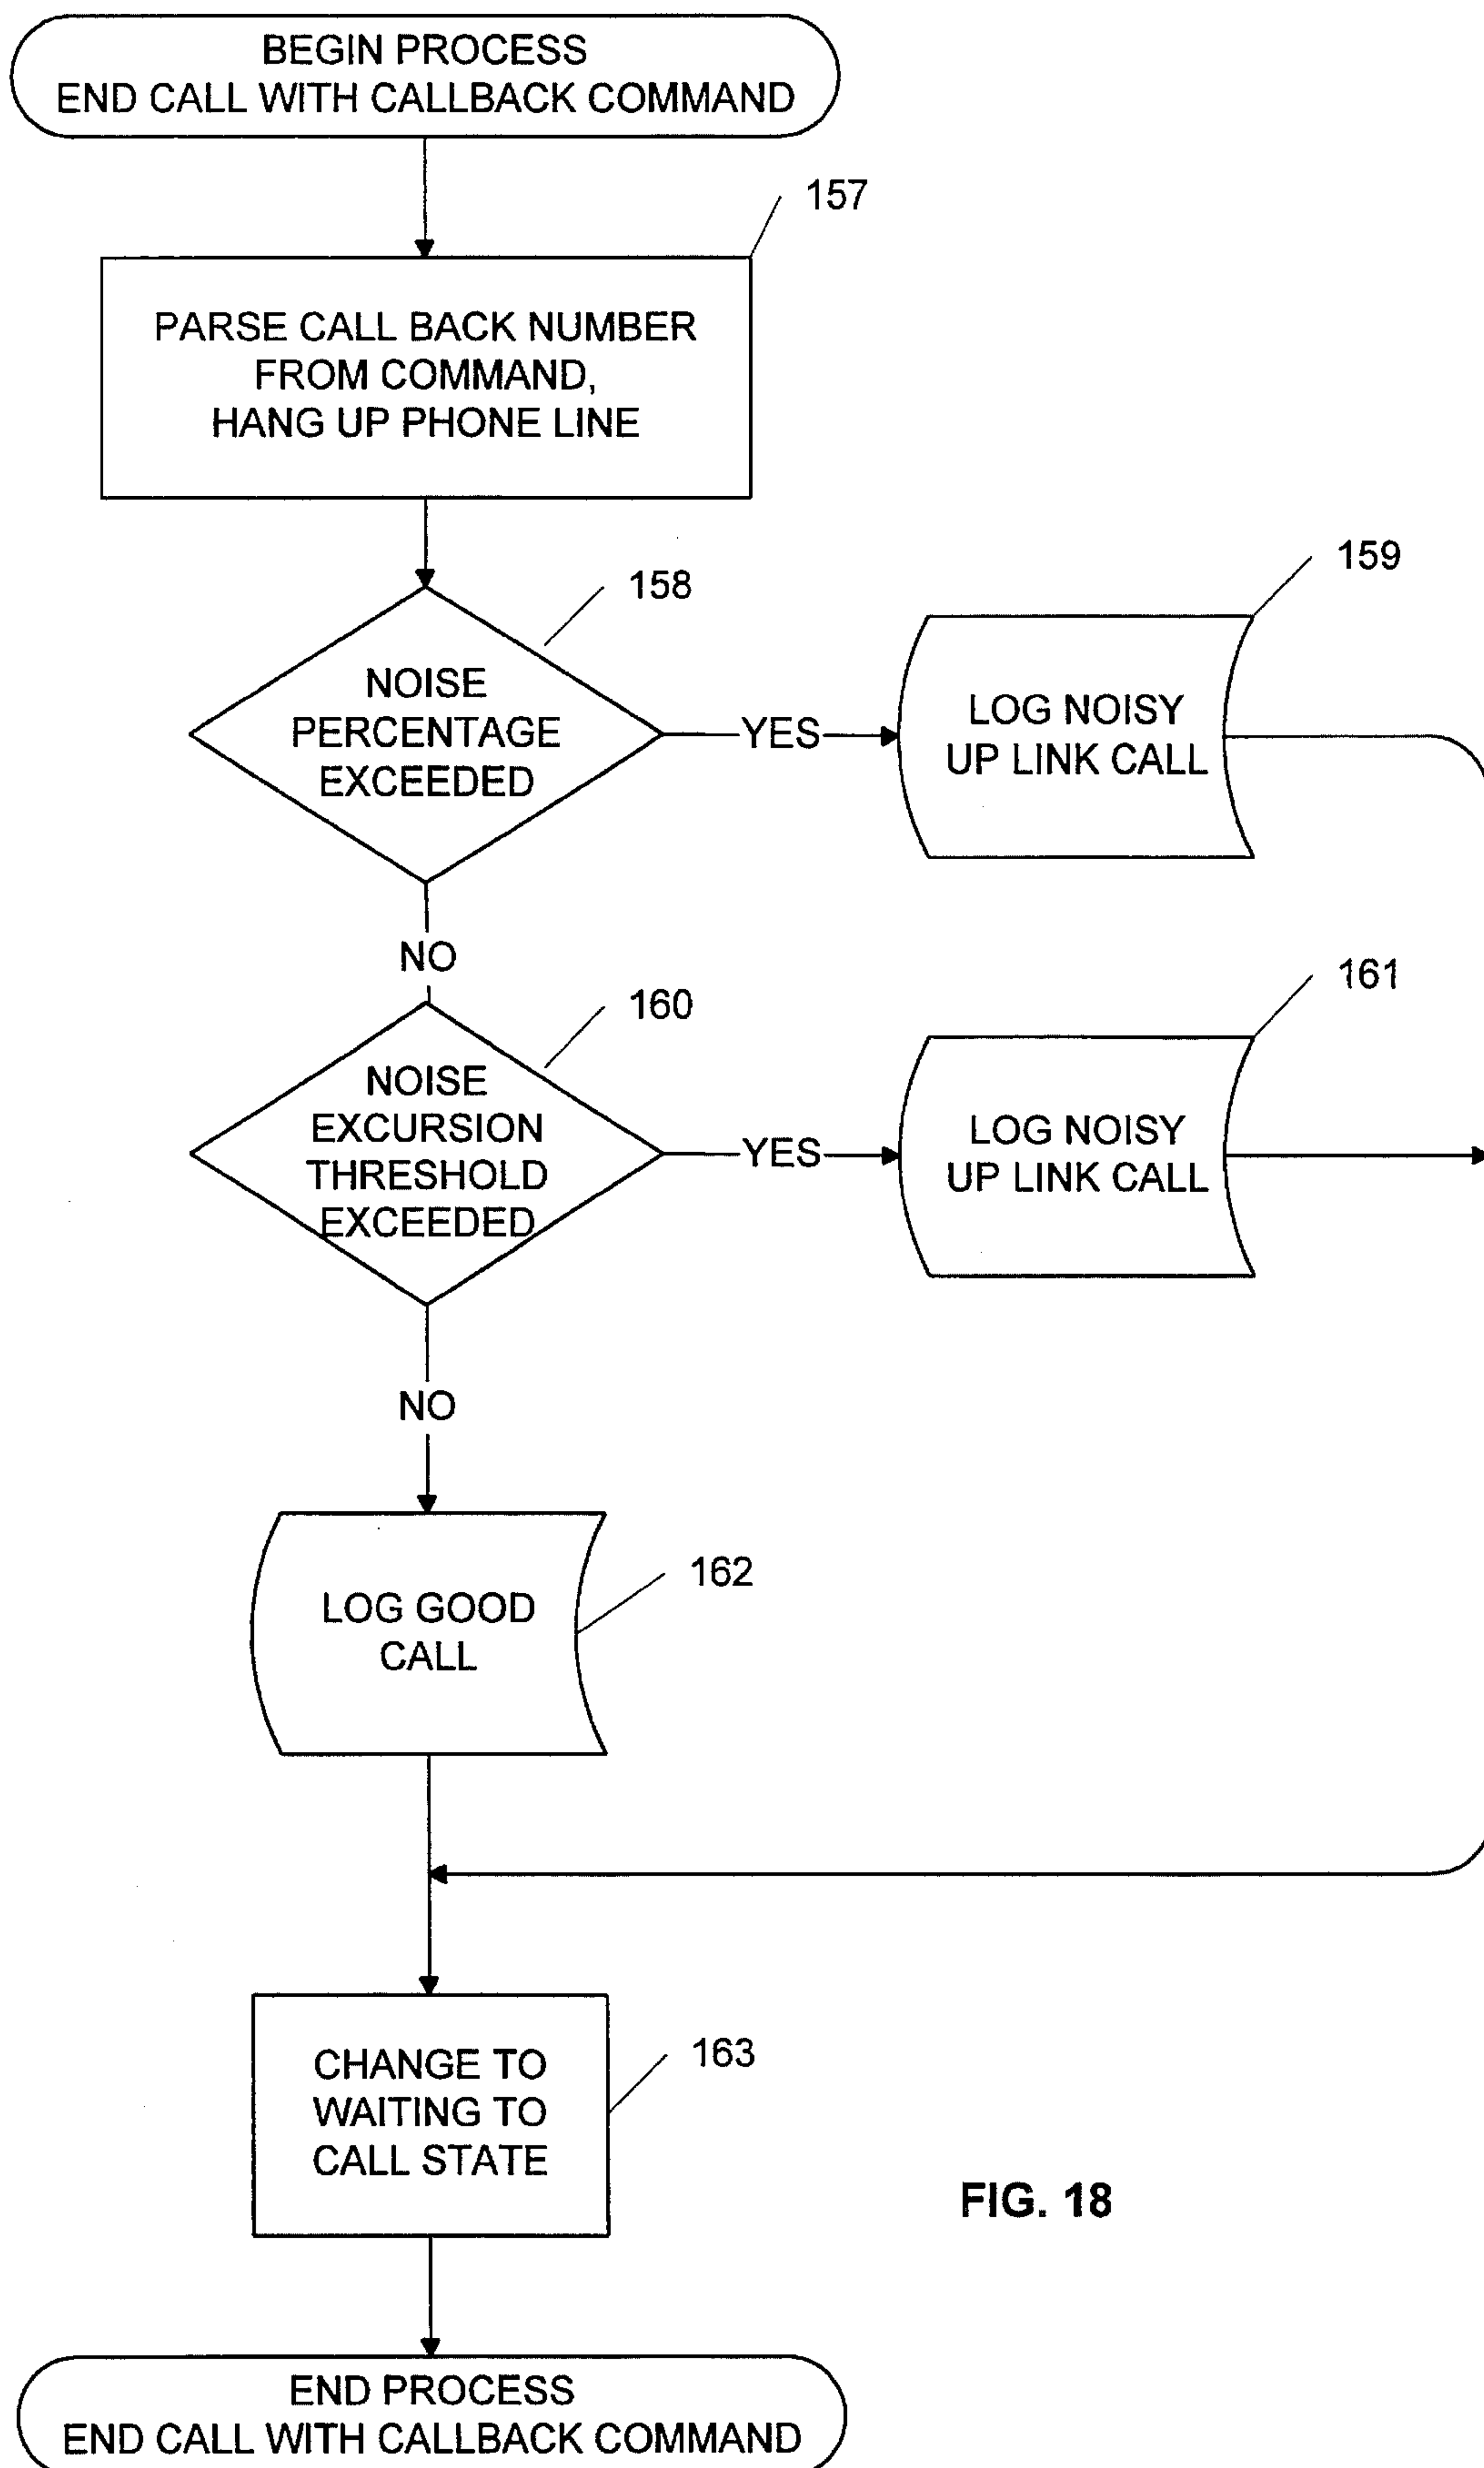 BEGIN PROCESS
END CALL WITH CALLBACK COMMAND
157
PARSE CALL BACK NUMBER
FROM COMMAND,
HANG UP PHONE LINE
158
NOISE
PERCENTAGE
EXCEEDED
YES
159
LOG NOISY
UP LINK CALL
NO
160
NOISE
EXCURSION
THRESHOLD
EXCEEDED
YES
161
LOG NOISY
UP LINK CALL
NO
162
LOG GOOD
CALL
163
CHANGE TO
WAITING TO
CALL STATE
FIG. 18
END PROCESS
END CALL WITH CALLBACK COMMAND